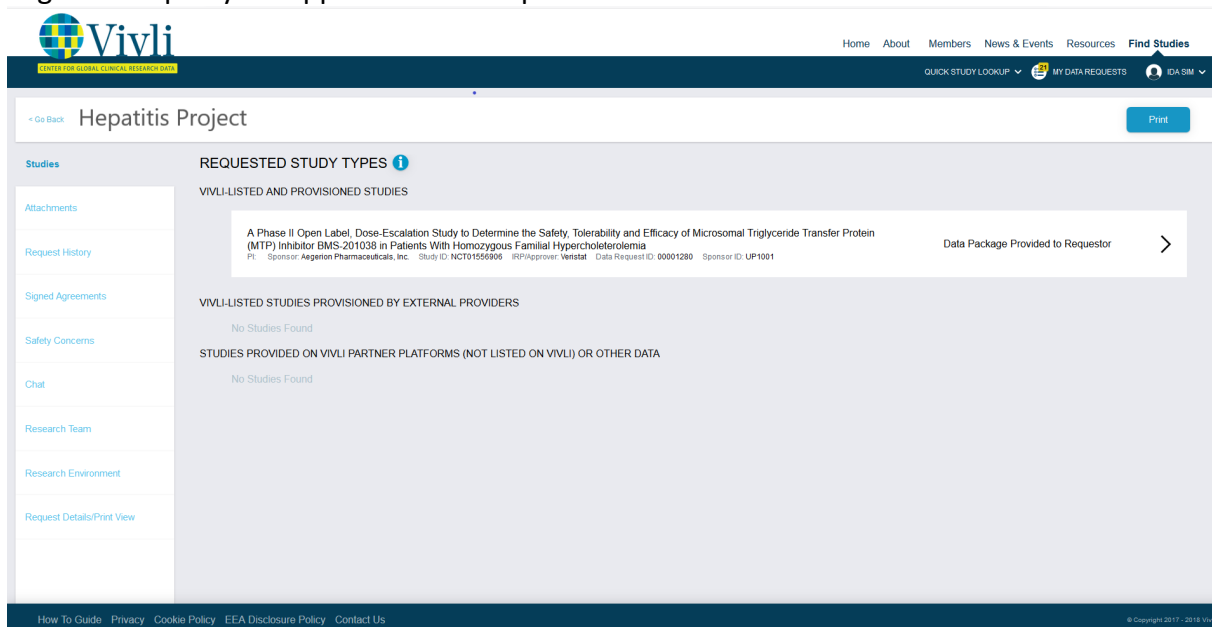 Vivli
CENTER FOR GLOBAL CLINICAL RESEARCH DATA
Home About Members News & Events Resources Find Studies
QUICK STUDY LOOKUP 21 MY DATA REQUESTS IDA SIM
< Go Back Hepatitis Project Print
Studies
Attachments
Request History
Signed Agreements
Safety Concerns
Chat
Research Team
Research Environment
Request Details/Print View
REQUESTED STUDY TYPES i
VIVLI-LISTED AND PROVISIONED STUDIES
A Phase II Open Label, Dose-Escalation Study to Determine the Safety, Tolerability and Efficacy of Microsomal Triglyceride Transfer Protein
(MTP) Inhibitor BMS-201038 in Patients With Homozygous Familial Hypercholeterolemia
PI: Sponsor: Aegerion Pharmaceuticals, Inc. Study ID: NCT01556906 IRP/Approver: Veristat Data Request ID: 00001280 Sponsor ID: UP1001
Data Package Provided to Requestor
VIVLI-LISTED STUDIES PROVISIONED BY EXTERNAL PROVIDERS
No Studies Found
STUDIES PROVIDED ON VIVLI PARTNER PLATFORMS (NOT LISTED ON VIVLI) OR OTHER DATA
No Studies Found
How To Guide Privacy Cookie Policy EEA Disclosure Policy Contact Us
© Copyright 2017 - 2018